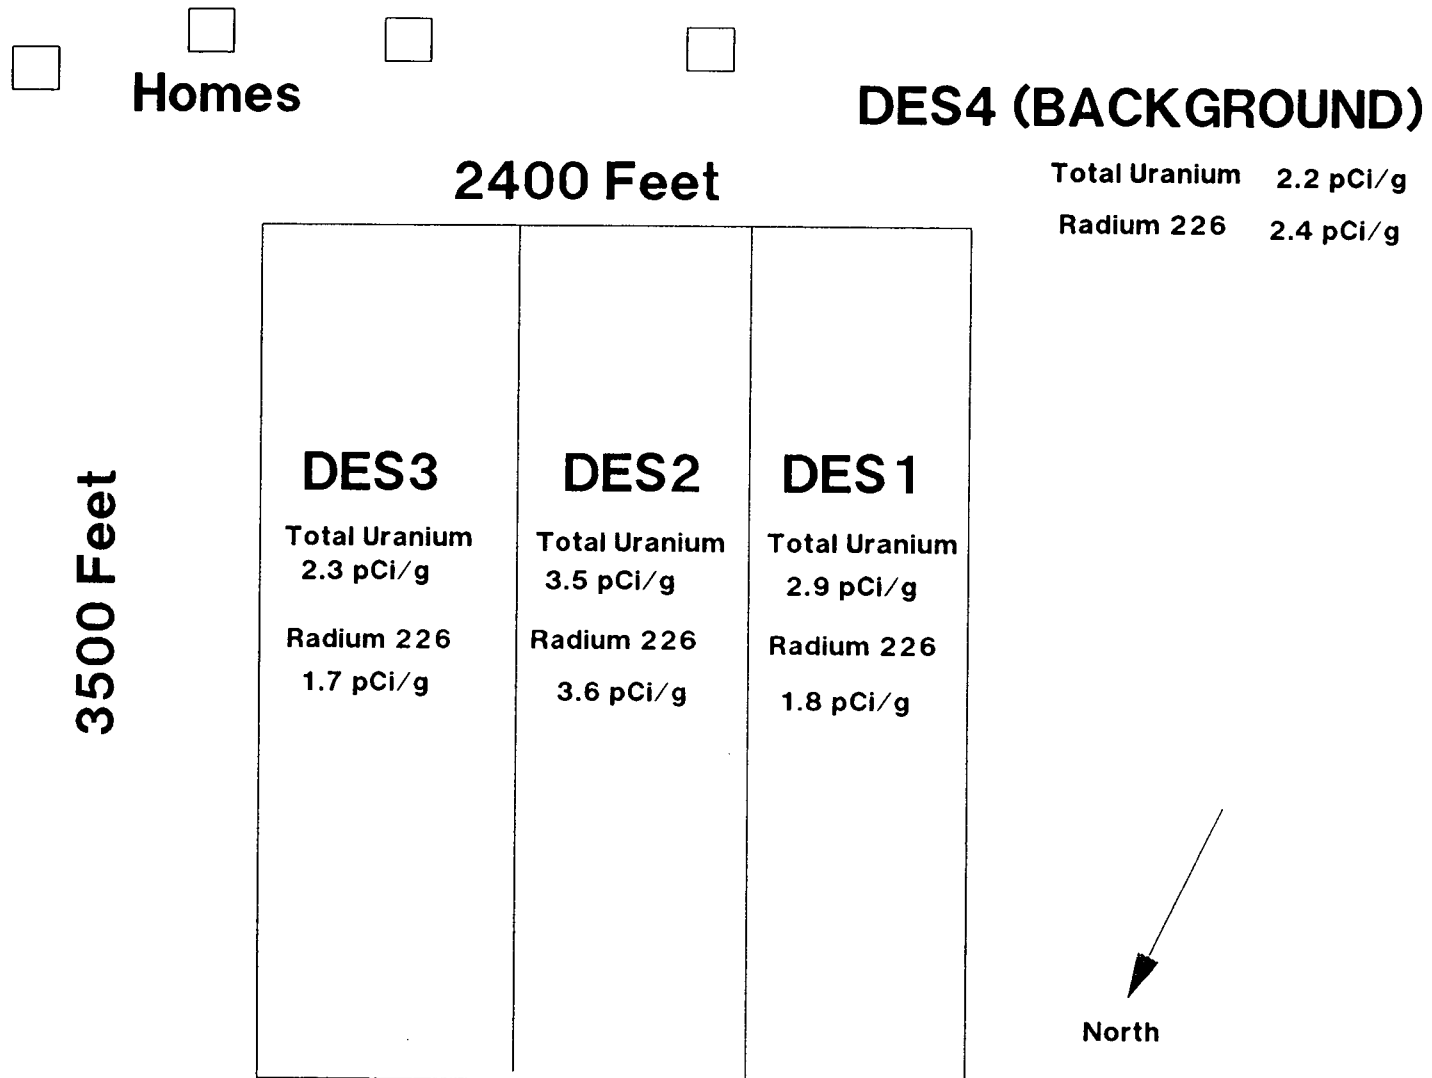 Homes
DES4 (BACKGROUND)
Total Uranium 2.2 pCi/g
Radium 226 2.4 pCi/g
2400 Feet
3500 Feet
DES3
Total Uranium
2.3 pCi/g
Radium 226
1.7 pCi/g
DES2
Total Uranium
3.5 pCi/g
Radium 226
3.6 pCi/g
DES1
Total Uranium
2.9 pCi/g
Radium 226
1.8 pCi/g
North